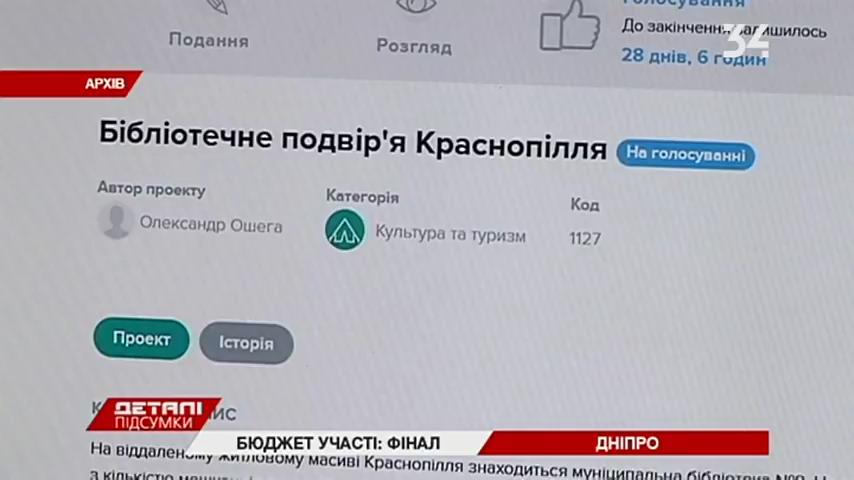 Подання
Розгляд
Голосування
До закінчення залишилось
28 днів, 6 годин
34
АРХІВ
Бібліотечне подвір'я Краснопілля
На голосуванні
Автор проекту
Олександр Ошега
Категорія
Культура та туризм
Код
1127
Проект
Історія
ДЕТАЛІ
ПІДСУМКИ
БЮДЖЕТ УЧАСТІ: ФІНАЛ
ДНІПРО
На віддаленому житловому масиві Краснопілля знаходиться муніципальна бібліотека
з кількістю